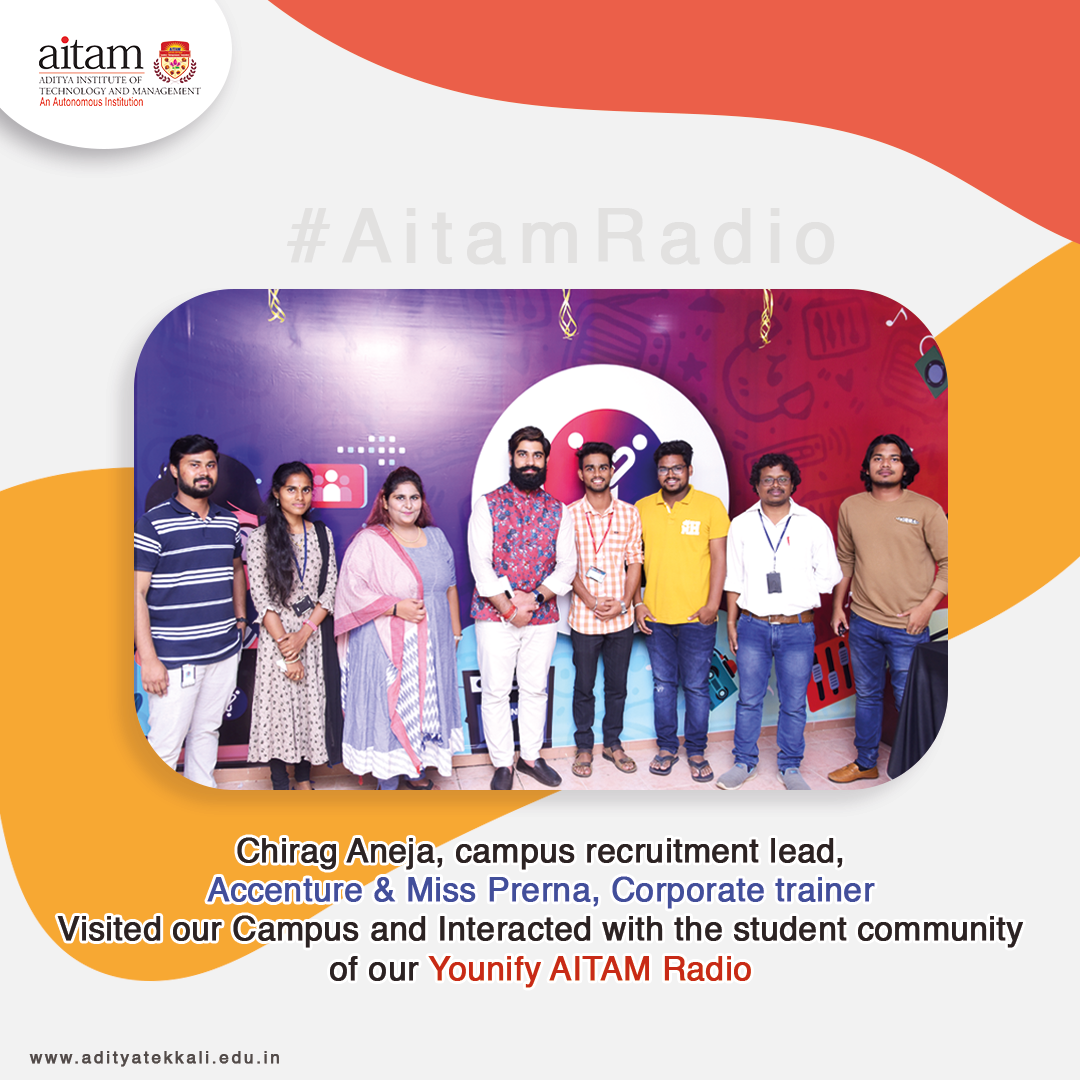 aitam
ADITYA INSTITUTE OF
TECHNOLOGY AND MANAGEMENT
An Autonomous Institution
#AitamRadio
Chirag Aneja, campus recruitment lead,
Accenture & Miss Prerna, Corporate trainer
Visited our Campus and Interacted with the student community
of our Younify AITAM Radio
www.adityatekkali.edu.in